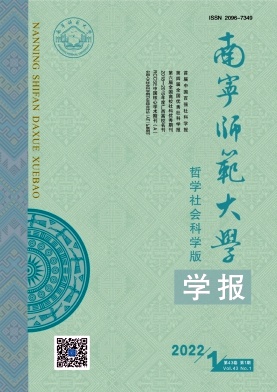 ISSN 2096-7349
NANNING SHIFAN DAXUE XUEBAO
南宁师范大学
哲学社会科学版
学报
2022
1
第43卷 第1期
Vol.43 No.1